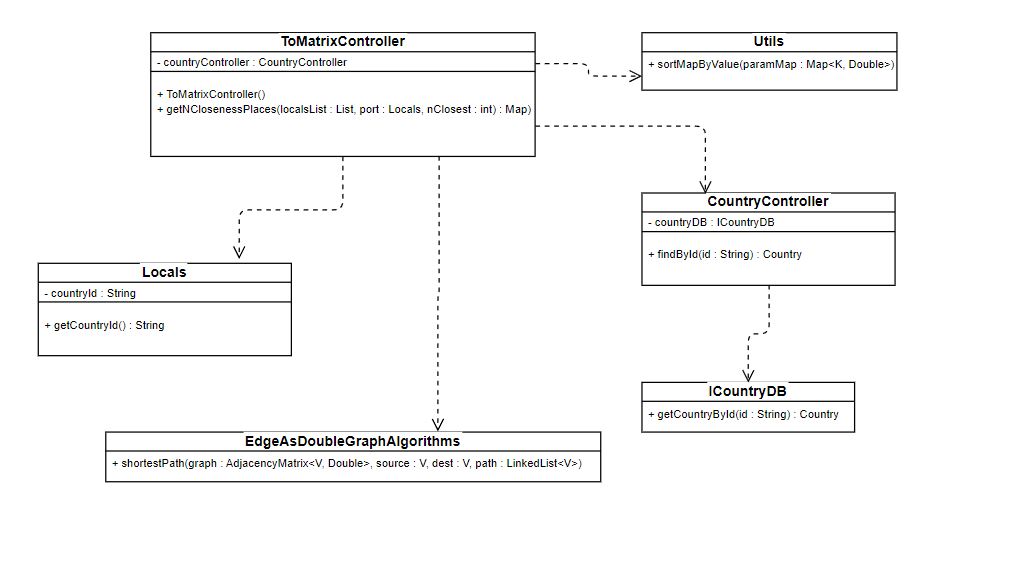 ToMatrixController
- countryController : CountryController
+ ToMatrixController()
+ getNClosenessPlaces(localsList : List, port : Locals, nClosest : int) : Map)
Utils
+ sortMapByValue(paramMap : Map<K, Double>)
CountryController
- countryDB : ICountryDB
+ findById(id : String) : Country
Locals
- countryId : String
+ getCountryId() : String
ICountryDB
+ getCountryById(id : String) : Country
EdgeAsDoubleGraphAlgorithms
+ shortestPath(graph : AdjacencyMatrix<V, Double>, source : V, dest : V, path : LinkedList<V>)